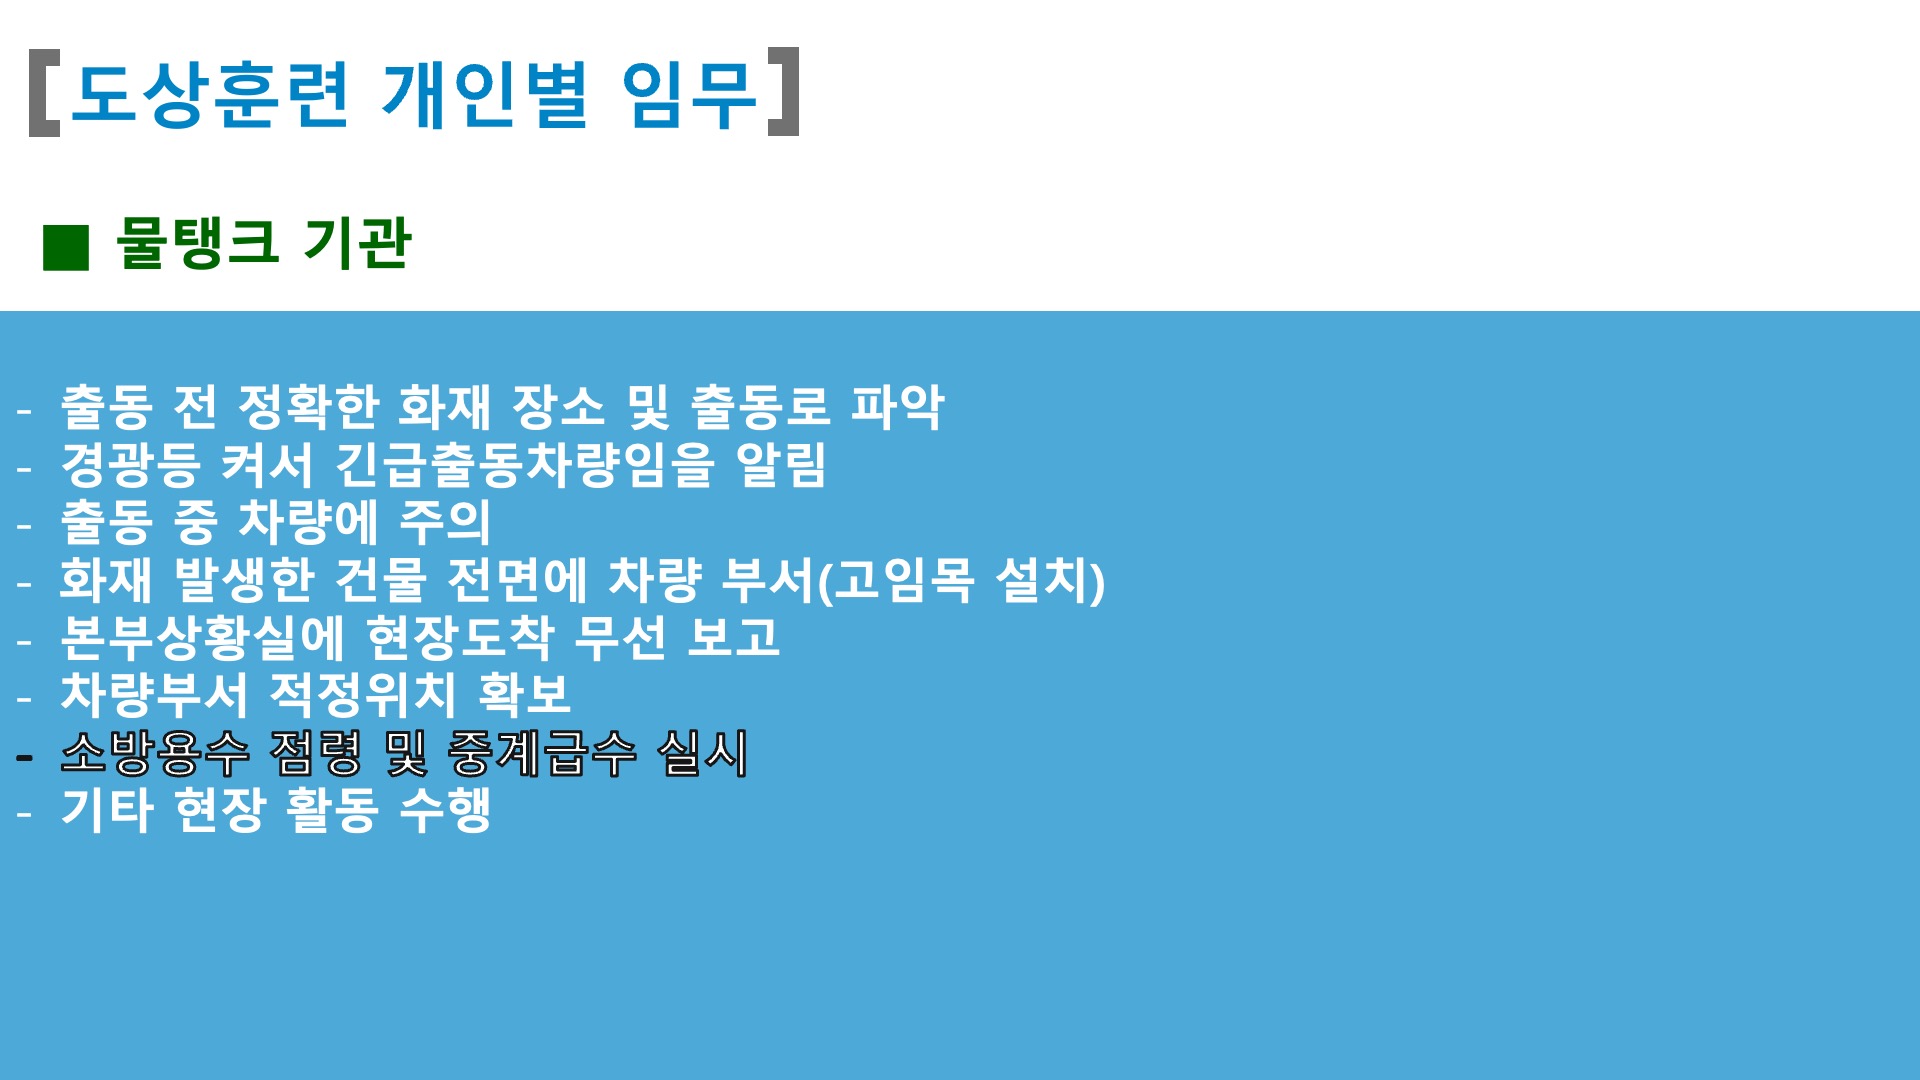 [도상훈련 개인별 임무]
■ 물탱크 기관
- 출동 전 정확한 화재 장소 및 출동로 파악
- 경광등 켜서 긴급출동차량임을 알림
- 출동 중 차량에 주의
- 화재 발생한 건물 전면에 차량 부서(고임목 설치)
- 본부상황실에 현장도착 무선 보고
- 차량부서 적정위치 확보
- 소방용수 점령 및 중계급수 실시
- 기타 현장 활동 수행